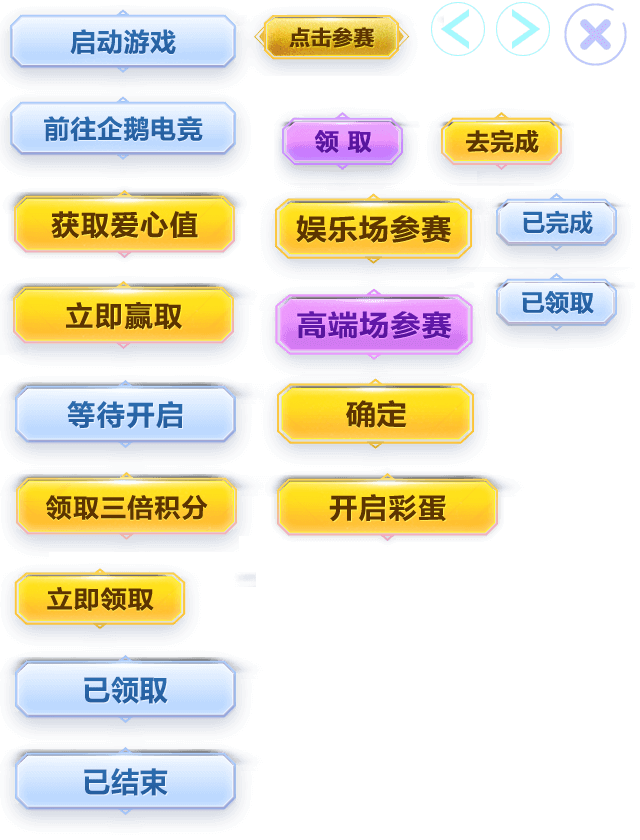 启动游戏
点击参赛
前往企鹅电竞
领取
去完成
获取爱心值
娱乐场参赛
已完成
立即赢取
高端场参赛
已领取
等待开启
确定
领取三倍积分
开启彩蛋
立即领取
已领取
已结束